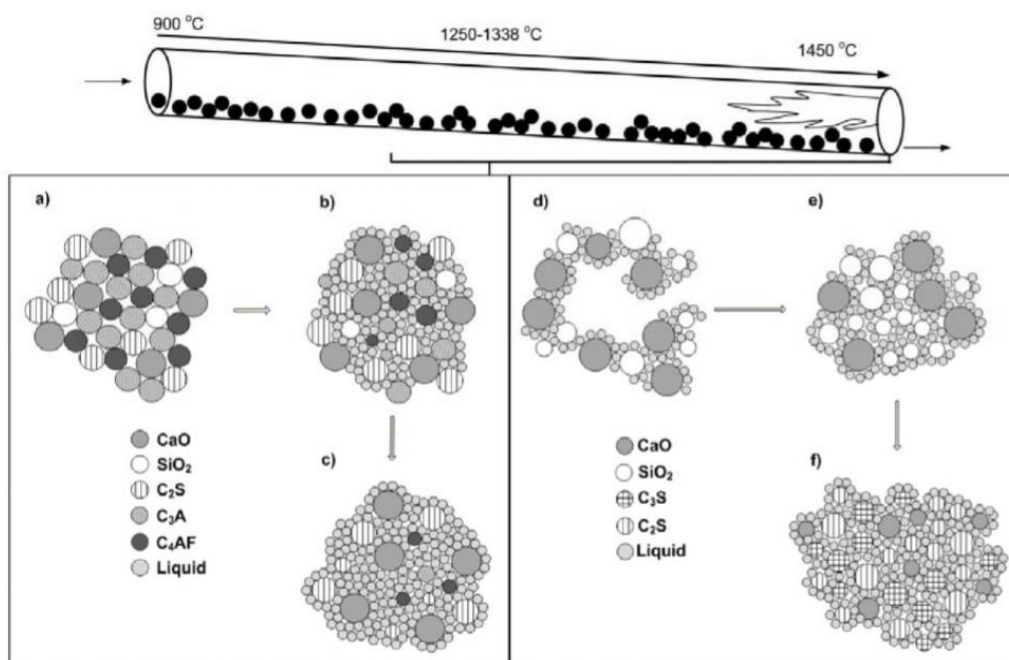 900 °C
1250-1338 °C
1450 °C
a)
b)
d)
e)
CaO
SiO₂
C₂S
C₃A
C₄AF
Liquid
c)
CaO
SiO₂
C₃S
C₂S
Liquid
f)